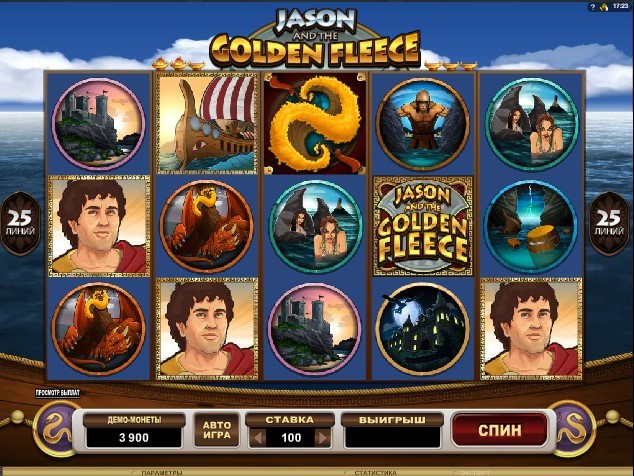 ? 17:23
JASON
AND THE
GOLDEN FLEECE
JASON
AND THE
GOLDEN
FLEECE
25
ЛИНИЙ
25
ЛИНИЙ
ПРОСМОТР ВЫПЛАТ
ДЕМО-МОНЕТЫ
3 900
АВТО
ИГРА
СТАВКА
100
ВЫИГРЫШ
СПИН
ПАРАМЕТРЫ
СТАТИСТИКА
ЭКСПЕРТ